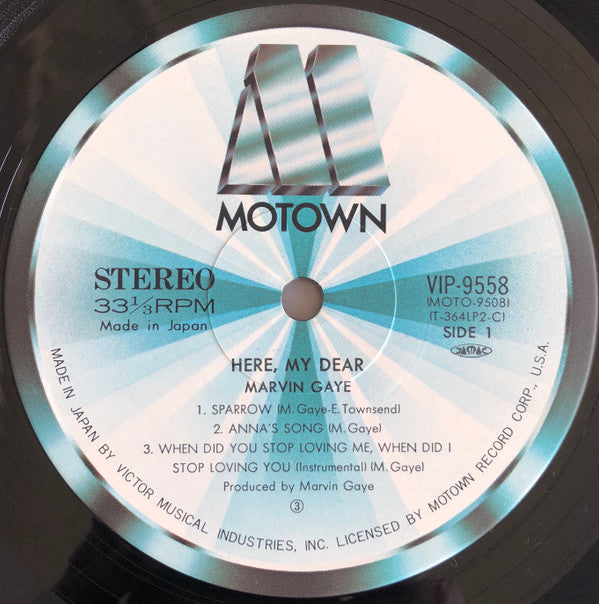 MOTOWN
STEREO
33⅓RPM
Made in Japan
VIP-9558
(MOTO-9508)
(T-364LP2-C)
SIDE 1
JASRAC
HERE, MY DEAR
MARVIN GAYE
1. SPARROW (M. Gaye-E. Townsend)
2. ANNA'S SONG (M. Gaye)
3. WHEN DID YOU STOP LOVING ME, WHEN DID I
STOP LOVING YOU (Instrumental) (M. Gaye)
Produced by Marvin Gaye
③
MADE IN JAPAN BY VICTOR MUSICAL INDUSTRIES, INC. LICENSED BY MOTOWN RECORD CORP., U.S.A.